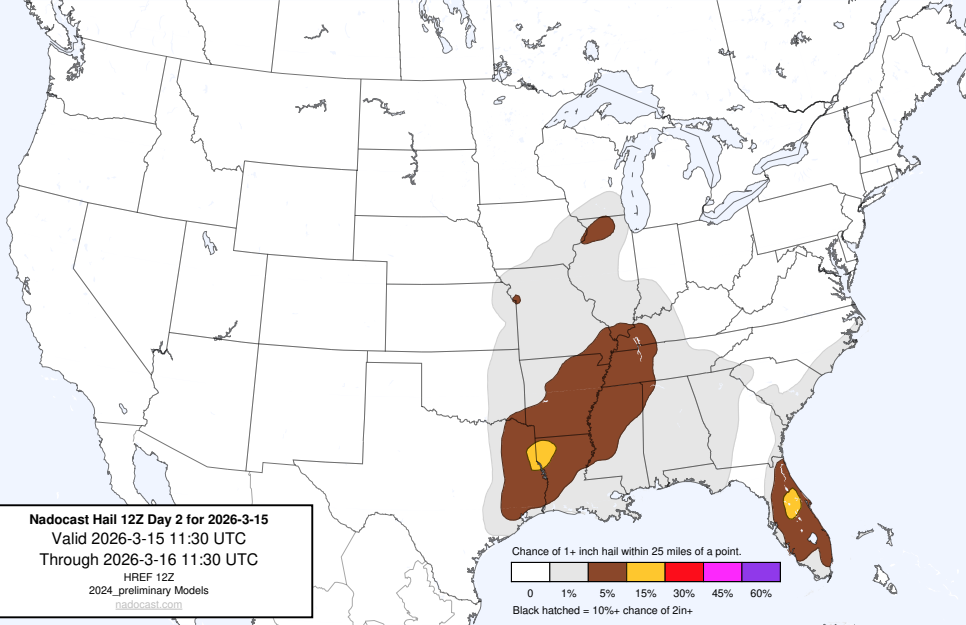 Nadocast Hail 12Z Day 2 for 2026-3-15
Valid 2026-3-15 11:30 UTC
Through 2026-3-16 11:30 UTC
HREF 12Z
2024_preliminary Models
nadocast.com
Chance of 1+ inch hail within 25 miles of a point.
0 1% 5% 15% 30% 45% 60%
Black hatched = 10%+ chance of 2in+